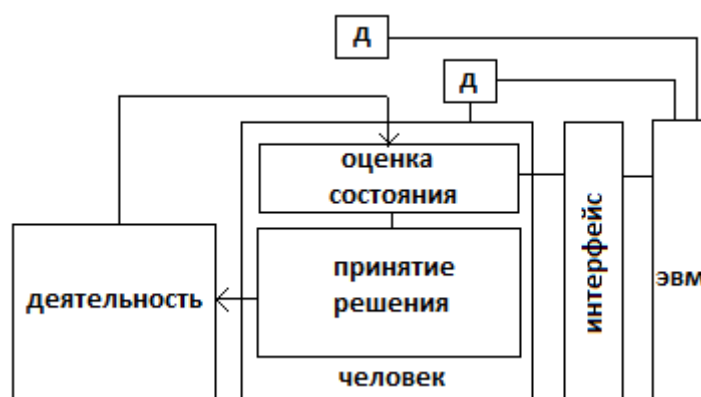 д
д
оценка
состояния
деятельность
принятие
решения
человек
интерфейс
эвм